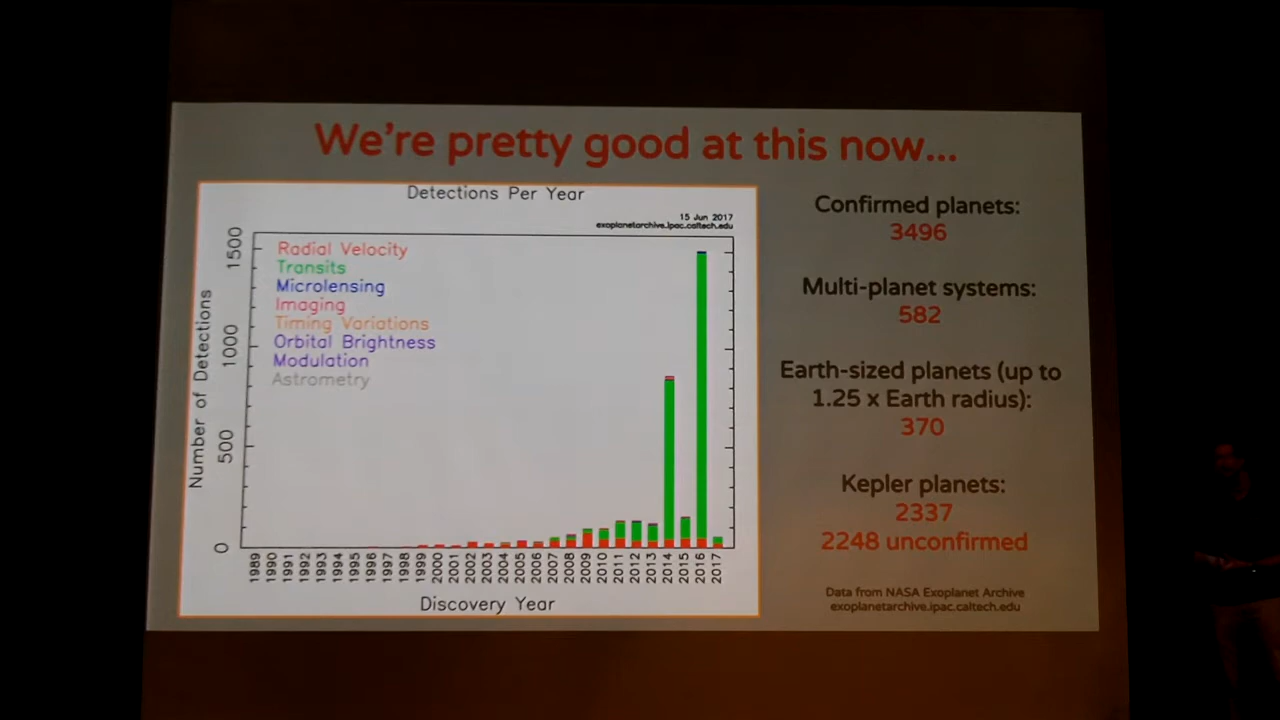 We're pretty good at this now...
Detections Per Year
15 Jun 2017
exoplanetarchive.ipac.caltech.edu
Radial Velocity
Transits
Microlensing
Imaging
Timing Variations
Orbital Brightness
Modulation
Astrometry
Number of Detections
1500
1000
500
0
1989 1990 1991 1992 1993 1994 1995 1996 1997 1998 1999 2000 2001 2002 2003 2004 2005 2006 2007 2008 2009 2010 2011 2012 2013 2014 2015 2016 2017
Discovery Year
Confirmed planets:
3496
Multi-planet systems:
582
Earth-sized planets (up to
1.25 x Earth radius):
370
Kepler planets:
2337
2248 unconfirmed
Data from NASA Exoplanet Archive
exoplanetarchive.ipac.caltech.edu